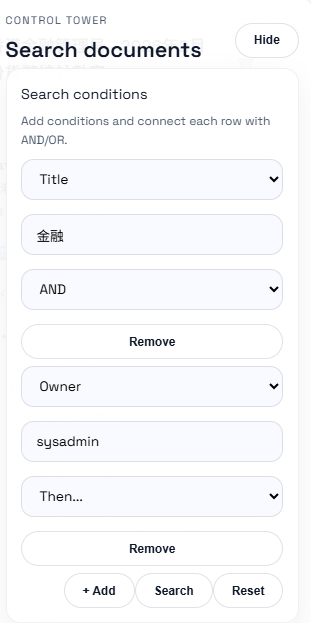 CONTROL TOWER
Search documents
Hide
Search conditions
Add conditions and connect each row with
AND/OR.
Title
金融
AND
Remove
Owner
sysadmin
Then...
Remove
+ Add
Search
Reset